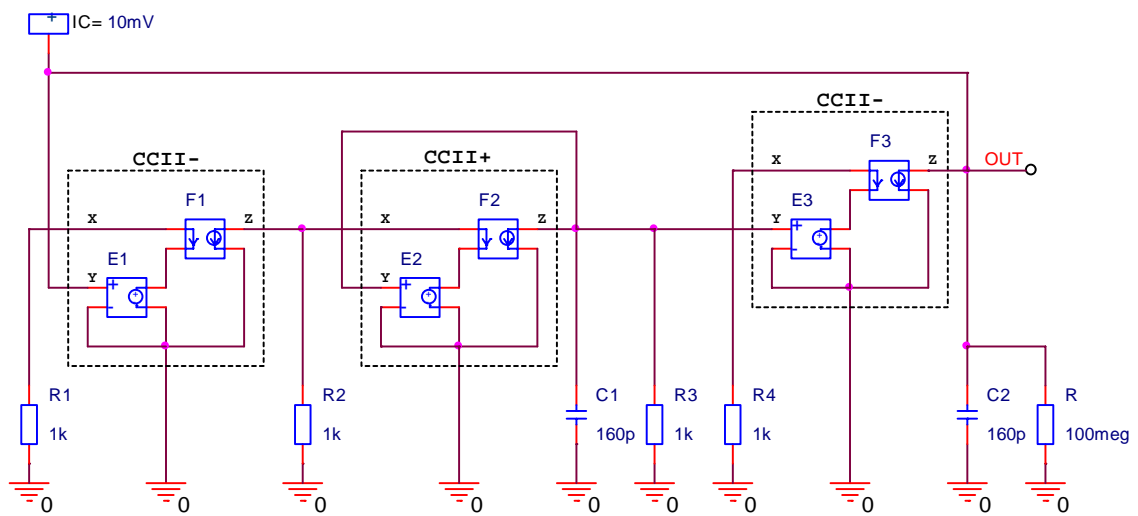 IC= 10mV
CCII-
F3
X
Z
OUT
E3
Y
CCII-
F1
X
Z
E1
Y
CCII+
F2
X
Z
E2
Y
R1
1k
R2
1k
C1
160p
R3
1k
R4
1k
C2
160p
R
100meg
0
0
0
0
0
0
0
0
0